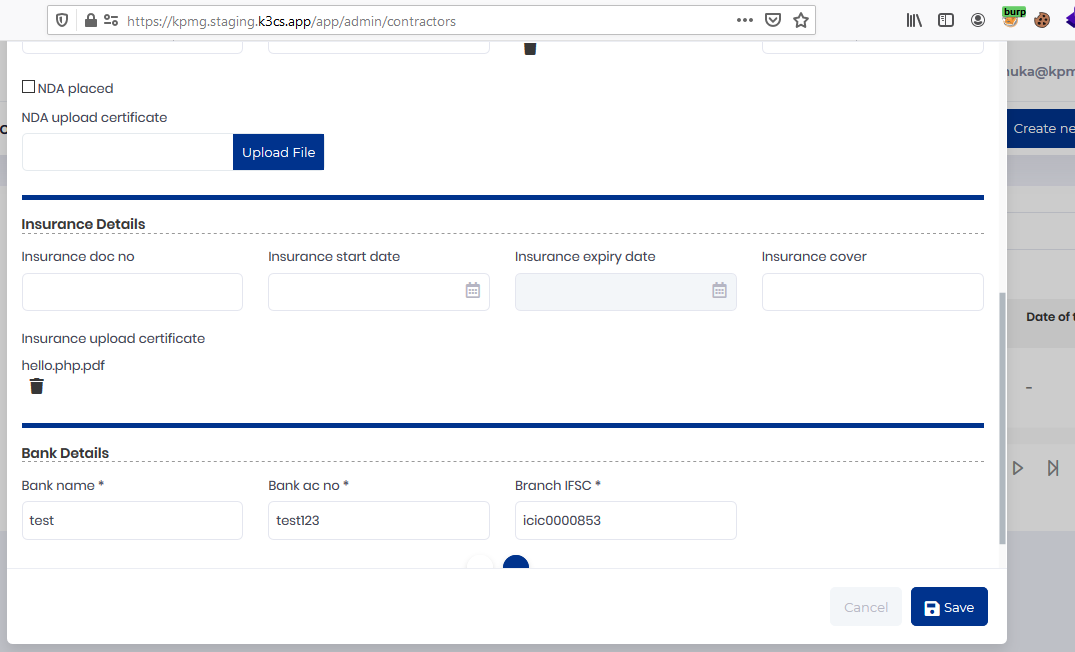 https://kpmg.staging.k3cs.app/app/admin/contractors
burp
uka@kpm
NDA placed
NDA upload certificate
Create ne
Upload File
Insurance Details
Insurance doc no Insurance start date Insurance expiry date Insurance cover
Date of t
Insurance upload certificate
hello.php.pdf
-
Bank Details
Bank name * Bank ac no * Branch IFSC *
test test123 icic0000853
Cancel Save